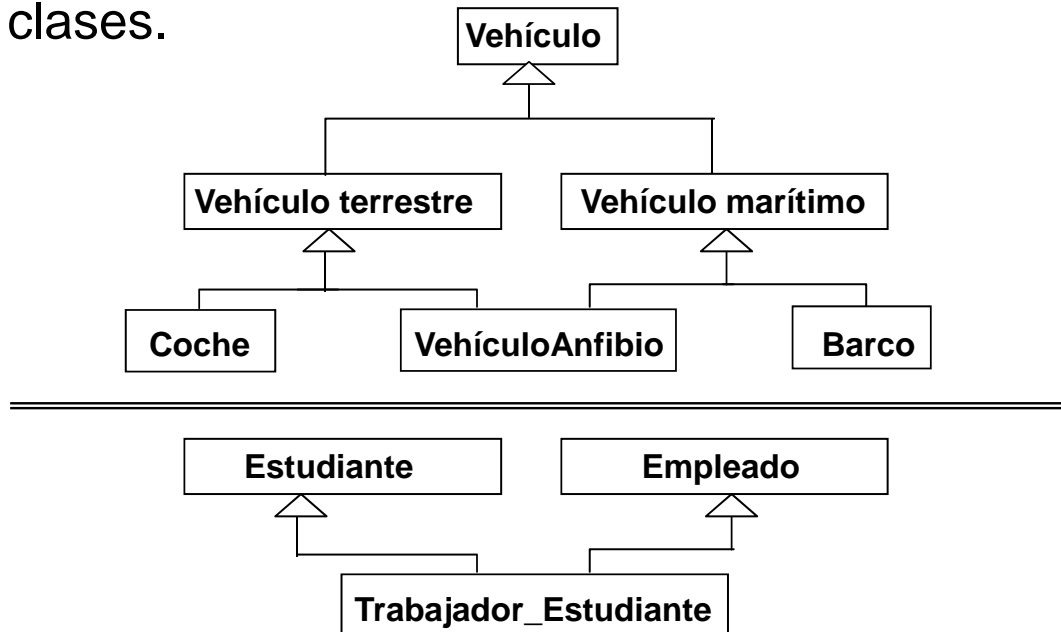 clases.
Vehículo
Vehículo terrestre
Vehículo marítimo
Coche
VehículoAnfibio
Barco
Estudiante
Empleado
Trabajador_Estudiante